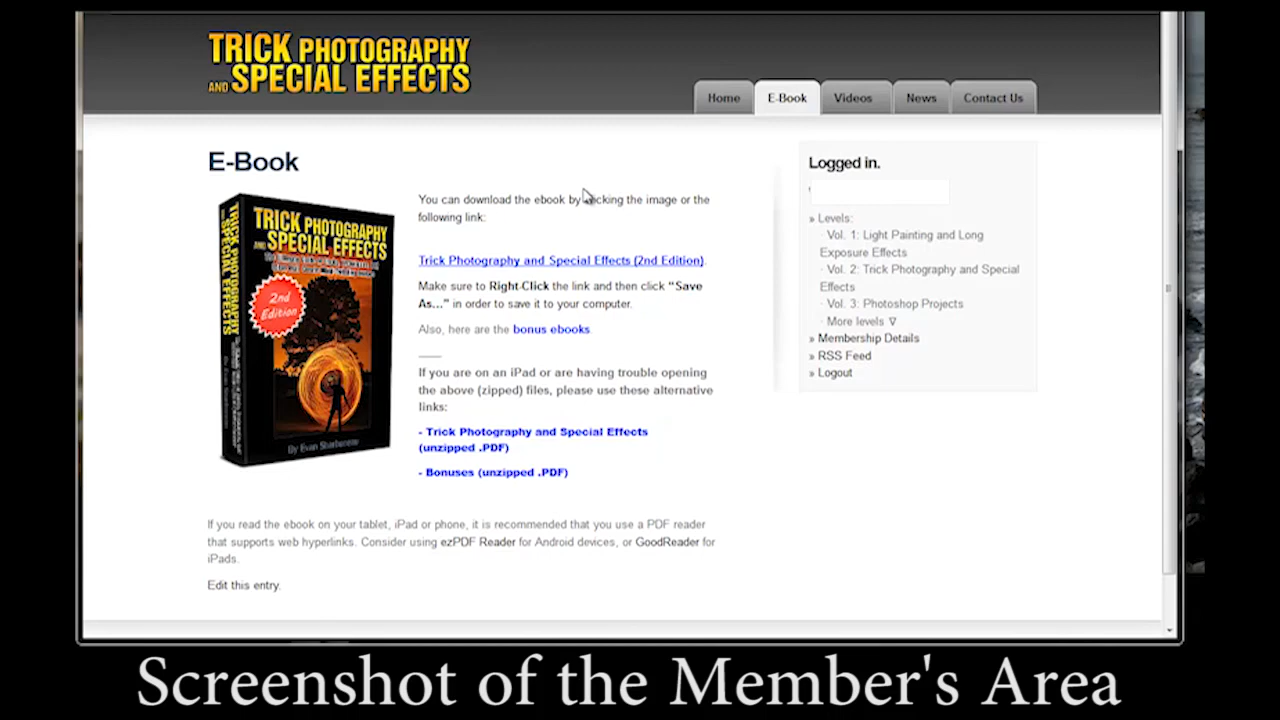 TRICK PHOTOGRAPHY
AND SPECIAL EFFECTS
Home
E-Book
Videos
News
Contact Us
E-Book
TRICK PHOTOGRAPHY
AND SPECIAL EFFECTS
2nd
Edition
TRICK PHOTOGRAPHY
AND SPECIAL EFFECTS
By Evan Sharboneau
You can download the ebook by clicking the image or the
following link:
Trick Photography and Special Effects (2nd Edition).
Make sure to Right-Click the link and then click “Save
As…” in order to save it to your computer.
Also, here are the bonus ebooks.
If you are on an iPad or are having trouble opening
the above (zipped) files, please use these alternative
links:
- Trick Photography and Special Effects
(unzipped .PDF)
- Bonuses (unzipped .PDF)
If you read the ebook on your tablet, iPad or phone, it is recommended that you use a PDF reader
that supports web hyperlinks. Consider using ezPDF Reader for Android devices, or GoodReader for
iPads.
Edit this entry.
Logged in.
» Levels:
· Vol. 1: Light Painting and Long
Exposure Effects
· Vol. 2: Trick Photography and Special
Effects
· Vol. 3: Photoshop Projects
· More levels ∇
» Membership Details
» RSS Feed
» Logout
Screenshot of the Member's Area